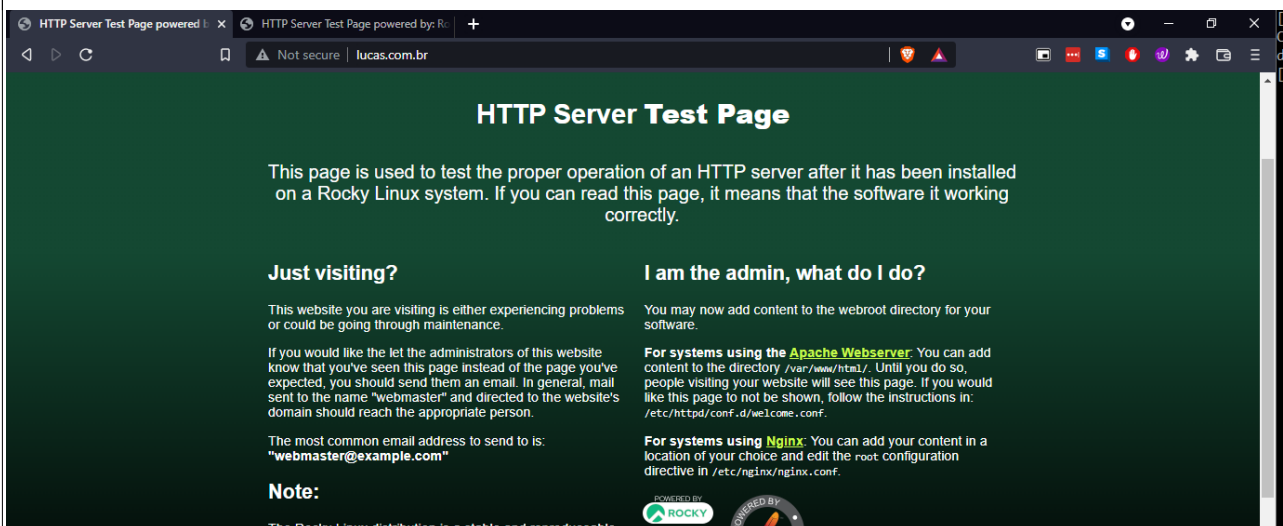 HTTP Server Test Page powered b
HTTP Server Test Page powered by: Ro
Not secure | lucas.com.br
HTTP Server Test Page
This page is used to test the proper operation of an HTTP server after it has been installed
on a Rocky Linux system. If you can read this page, it means that the software it working
correctly.
Just visiting?
This website you are visiting is either experiencing problems
or could be going through maintenance.
If you would like the let the administrators of this website
know that you've seen this page instead of the page you've
expected, you should send them an email. In general, mail
sent to the name "webmaster" and directed to the website's
domain should reach the appropriate person.
The most common email address to send to is:
"webmaster@example.com"
Note:
The Rocky Linux distribution is a stable and reproduceable
I am the admin, what do I do?
You may now add content to the webroot directory for your
software.
For systems using the Apache Webserver: You can add
content to the directory /var/www/html/. Until you do so,
people visiting your website will see this page. If you would
like this page to not be shown, follow the instructions in:
/etc/httpd/conf.d/welcome.conf.
For systems using Nginx: You can add your content in a
location of your choice and edit the root configuration
directive in /etc/nginx/nginx.conf.
POWERED BY
ROCKY
POWERED BY